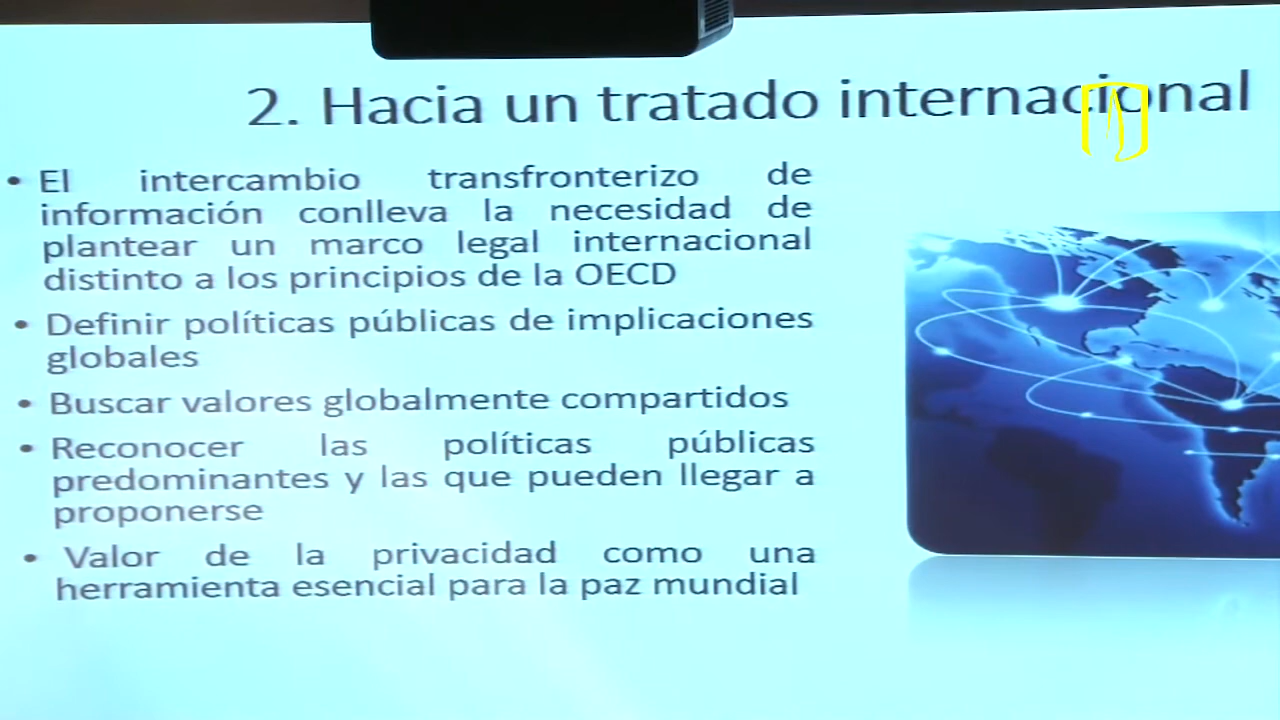 2. Hacia un tratado internacional
• El intercambio transfronterizo de
información conlleva la necesidad de
plantear un marco legal internacional
distinto a los principios de la OECD
• Definir políticas públicas de implicaciones
globales
• Buscar valores globalmente compartidos
• Reconocer las políticas públicas
predominantes y las que pueden llegar a
proponerse
• Valor de la privacidad como una
herramienta esencial para la paz mundial